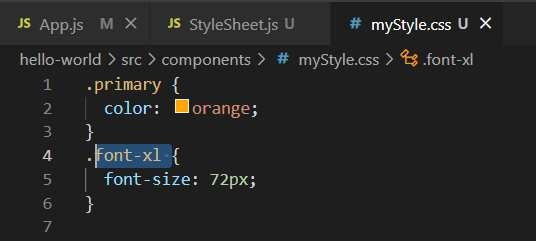 JS App.js M JS StyleSheet.js U # myStyle.css U ×
hello-world > src > components > # myStyle.css > .font-xl
1 .primary {
2 color: orange;
3 }
4 .font-xl {
5 font-size: 72px;
6 }
7